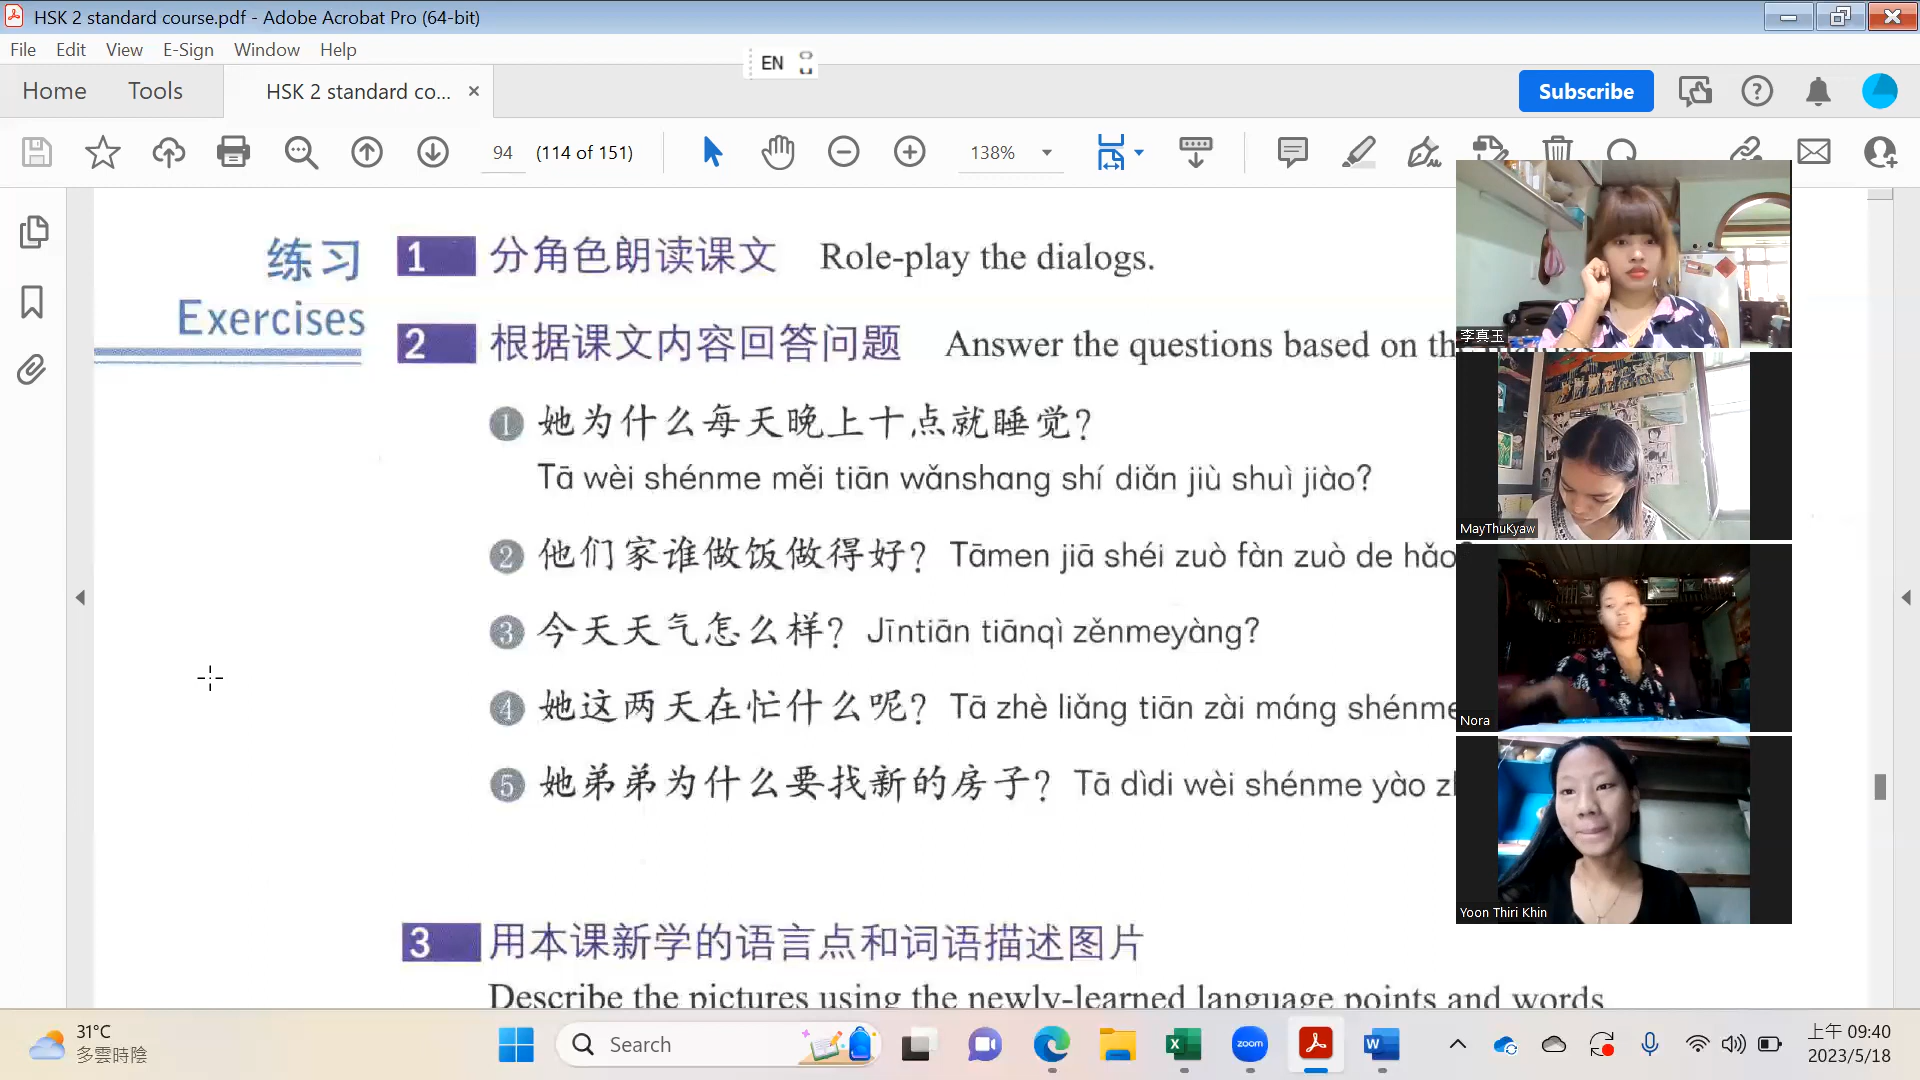 HSK 2 standard course.pdf - Adobe Acrobat Pro (64-bit)
File Edit View E-Sign Window Help
EN
Home Tools HSK 2 standard co... Subscribe
94 (114 of 151) 138%
练习
Exercises
1 分角色朗读课文 Role-play the dialogs.
2 根据课文内容回答问题 Answer the questions based on
1 她为什么每天晚上十点就睡觉?
Tā wèi shénme měi tiān wǎnshang shí diǎn jiù shuì jiào?
2 他们家谁做饭做得好? Tāmen jiā shéi zuò fàn zuò de hǎo
3 今天天气怎么样? Jīntiān tiānqì zěnmeyàng?
4 她这两天在忙什么呢? Tā zhè liǎng tiān zài máng shénme
5 她弟弟为什么要找新的房子? Tā dìdi wèi shénme yào
3 用本课新学的语言点和词语描述图片
Describe the pictures using the newly-learned language points and words
李真玉
MayThuKyaw
Nora
Yoon Thiri Khin
31°C
多雲時陰
Search
zoom
上午 09:40
2023/5/18